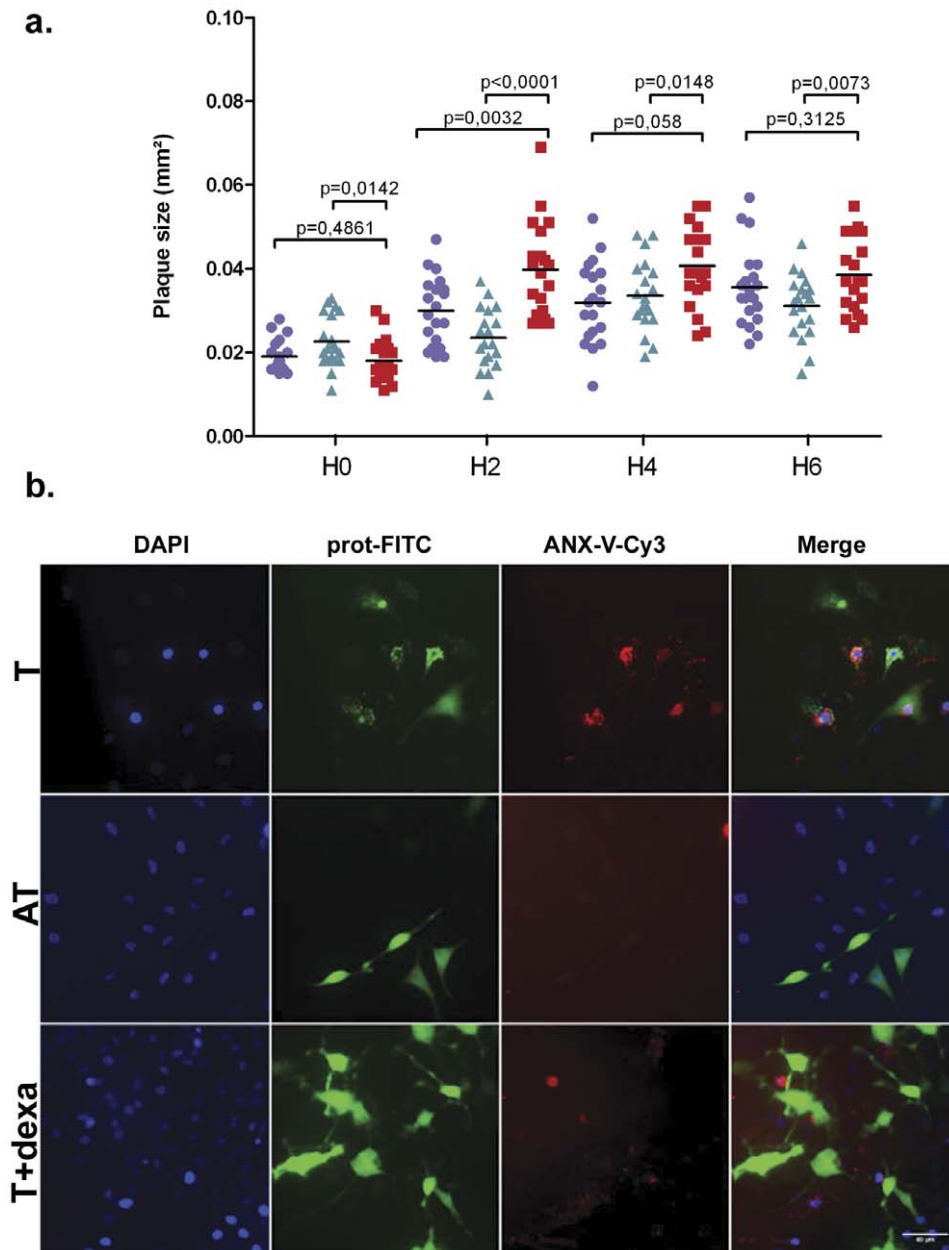 a.
0.10
0.08
0.06
0.04
0.02
0.00
Plaque size (mm²)
p=0,0142
p=0,4861
p<0,0001
p=0,0032
p=0,0148
p=0,058
p=0,0073
p=0,3125
H0 H2 H4 H6
b.
DAPI prot-FITC ANX-V-Cy3 Merge
T
AT
T+dexa